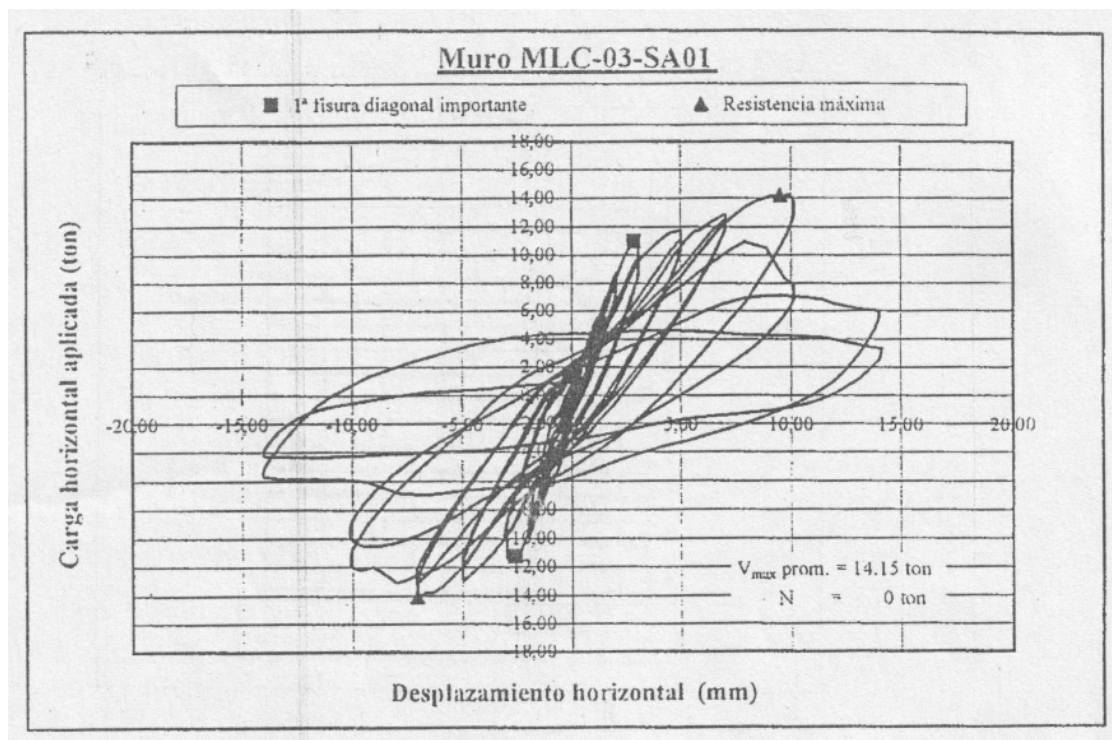 Muro MLC-03-SA01
1ª fisura diagonal importante
Resistencia máxima
18,00
16,00
14,00
12,00
10,00
8,00
6,00
4,00
2,00
-20,00 -15,00 -10,00 5,00 10,00 15,00 20,00
10,00
12,00
14,00
16,00
18,00
Carga horizontal aplicada (ton)
Vmax prom. = 14.15 ton
N = 0 ton
Desplazamiento horizontal (mm)